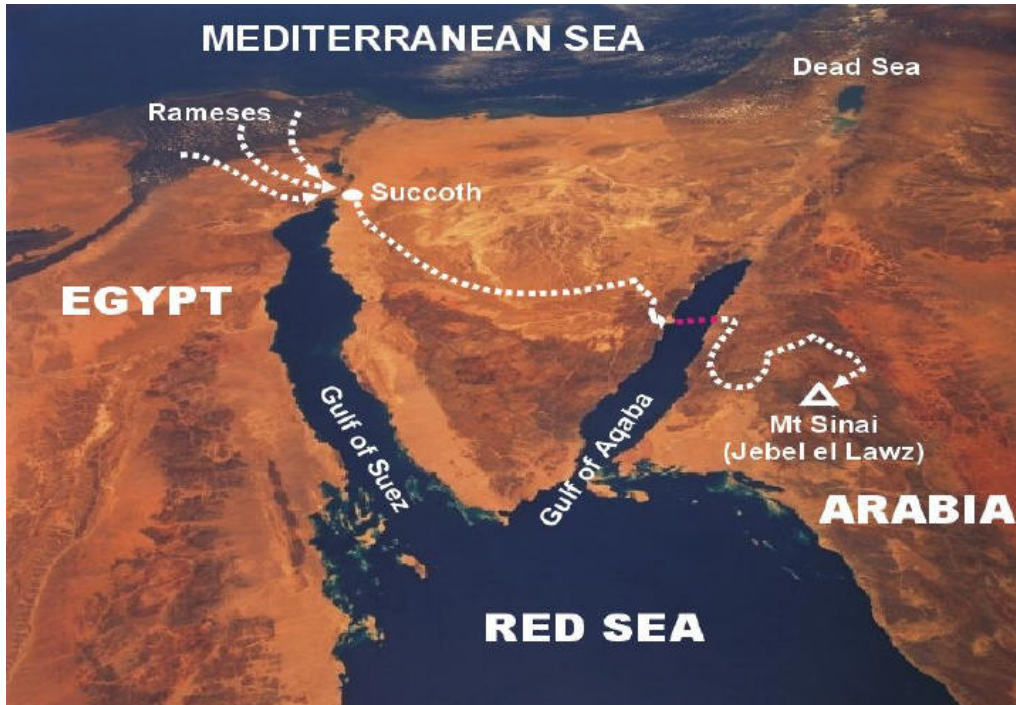 MEDITERRANEAN SEA
Dead Sea
Rameses
Succoth
EGYPT
Gulf of Suez
Gulf of Aqaba
Mt Sinai
(Jebel el Lawz)
ARABIA
RED SEA